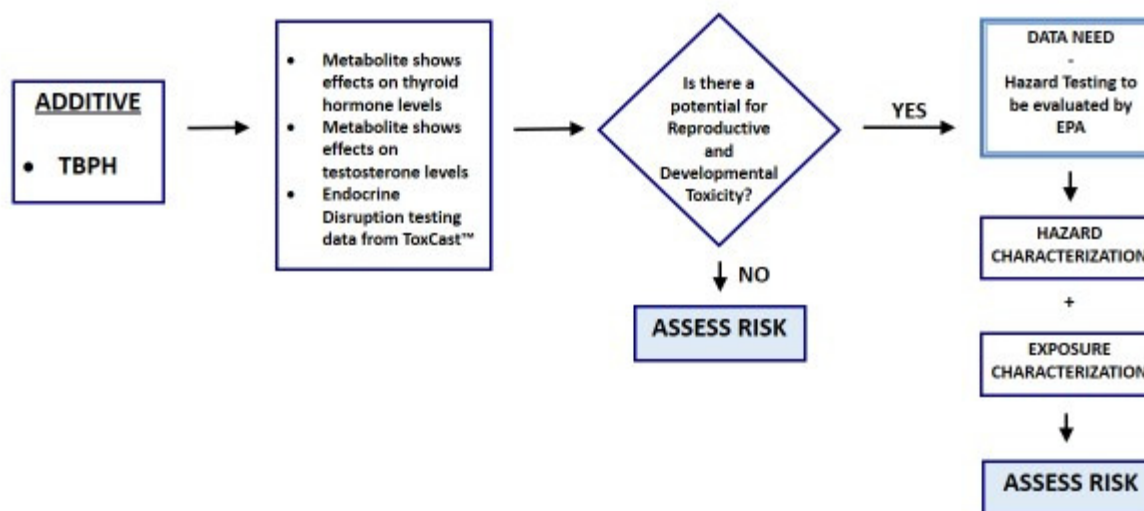 ADDITIVE
• TBPH
• Metabolite shows
effects on thyroid
hormone levels
• Metabolite shows
effects on
testosterone levels
• Endocrine
Disruption testing
data from ToxCast™
Is there a
potential for
Reproductive
and
Developmental
Toxicity?
YES
NO
ASSESS RISK
DATA NEED
-
Hazard Testing to
be evaluated by
EPA
HAZARD
CHARACTERIZATION
+
EXPOSURE
CHARACTERIZATION
ASSESS RISK